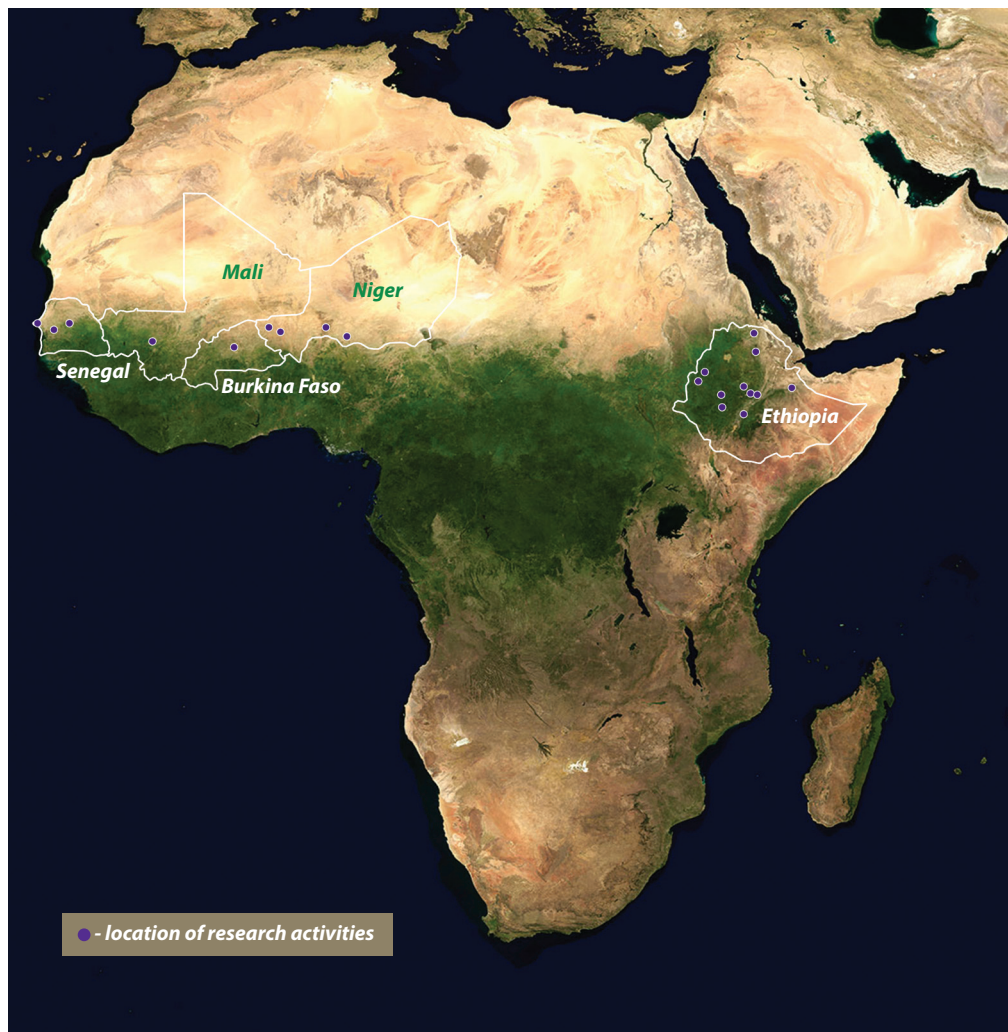 Mali
Niger
Senegal
Burkina Faso
Ethiopia
- location of research activities